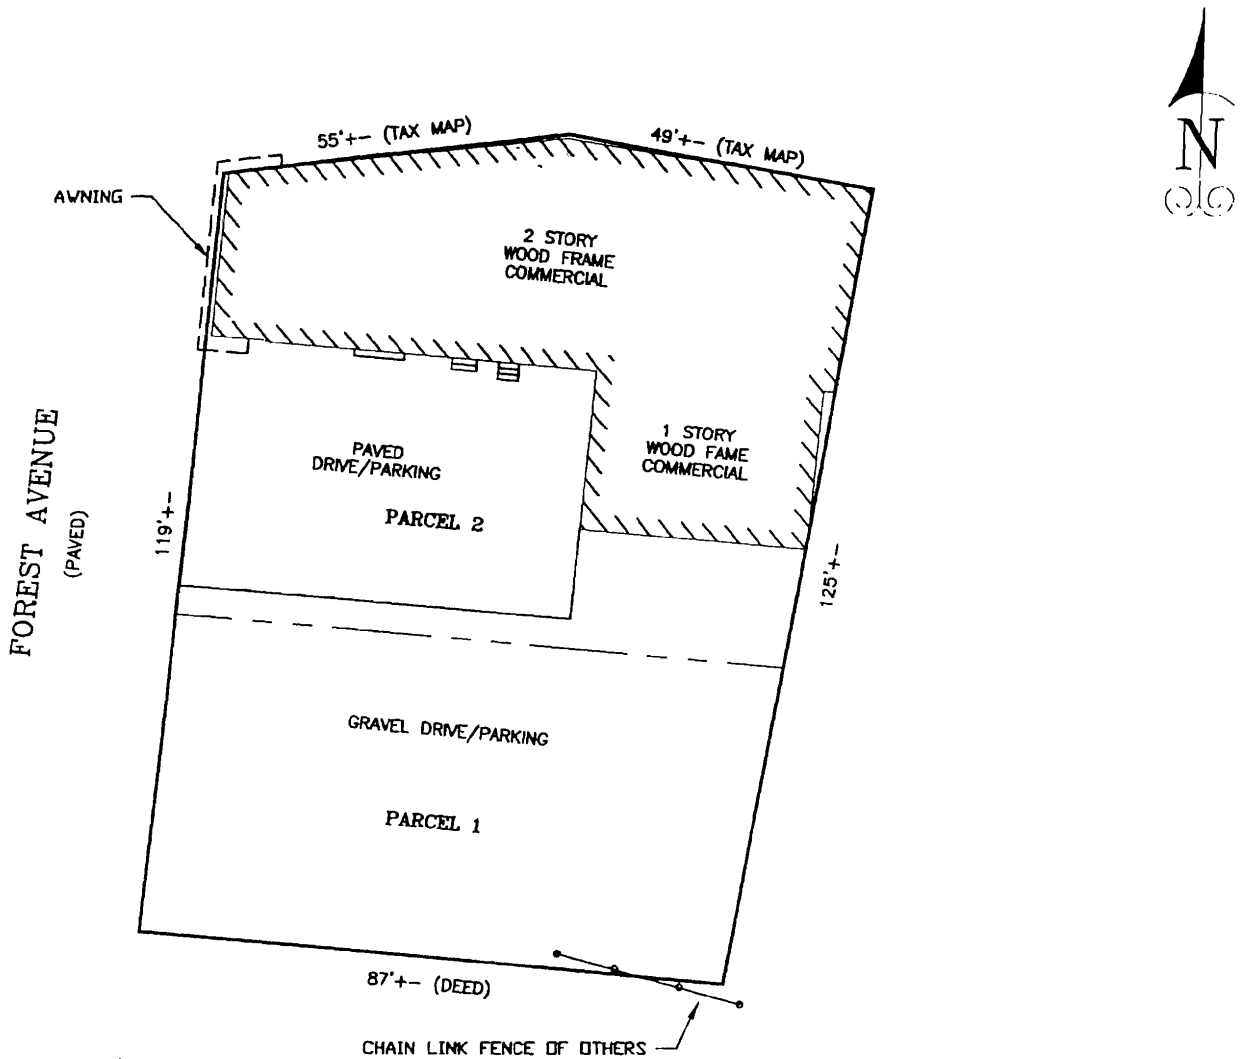 55'+- (TAX MAP)
49'+- (TAX MAP)
N
AWNING
2 STORY
WOOD FRAME
COMMERCIAL
1 STORY
WOOD FAME
COMMERCIAL
PAVED
DRIVE/PARKING
PARCEL 2
FOREST AVENUE
(PAVED)
119'+-
125'+-
GRAVEL DRIVE/PARKING
PARCEL 1
87'+- (DEED)
CHAIN LINK FENCE OF OTHERS